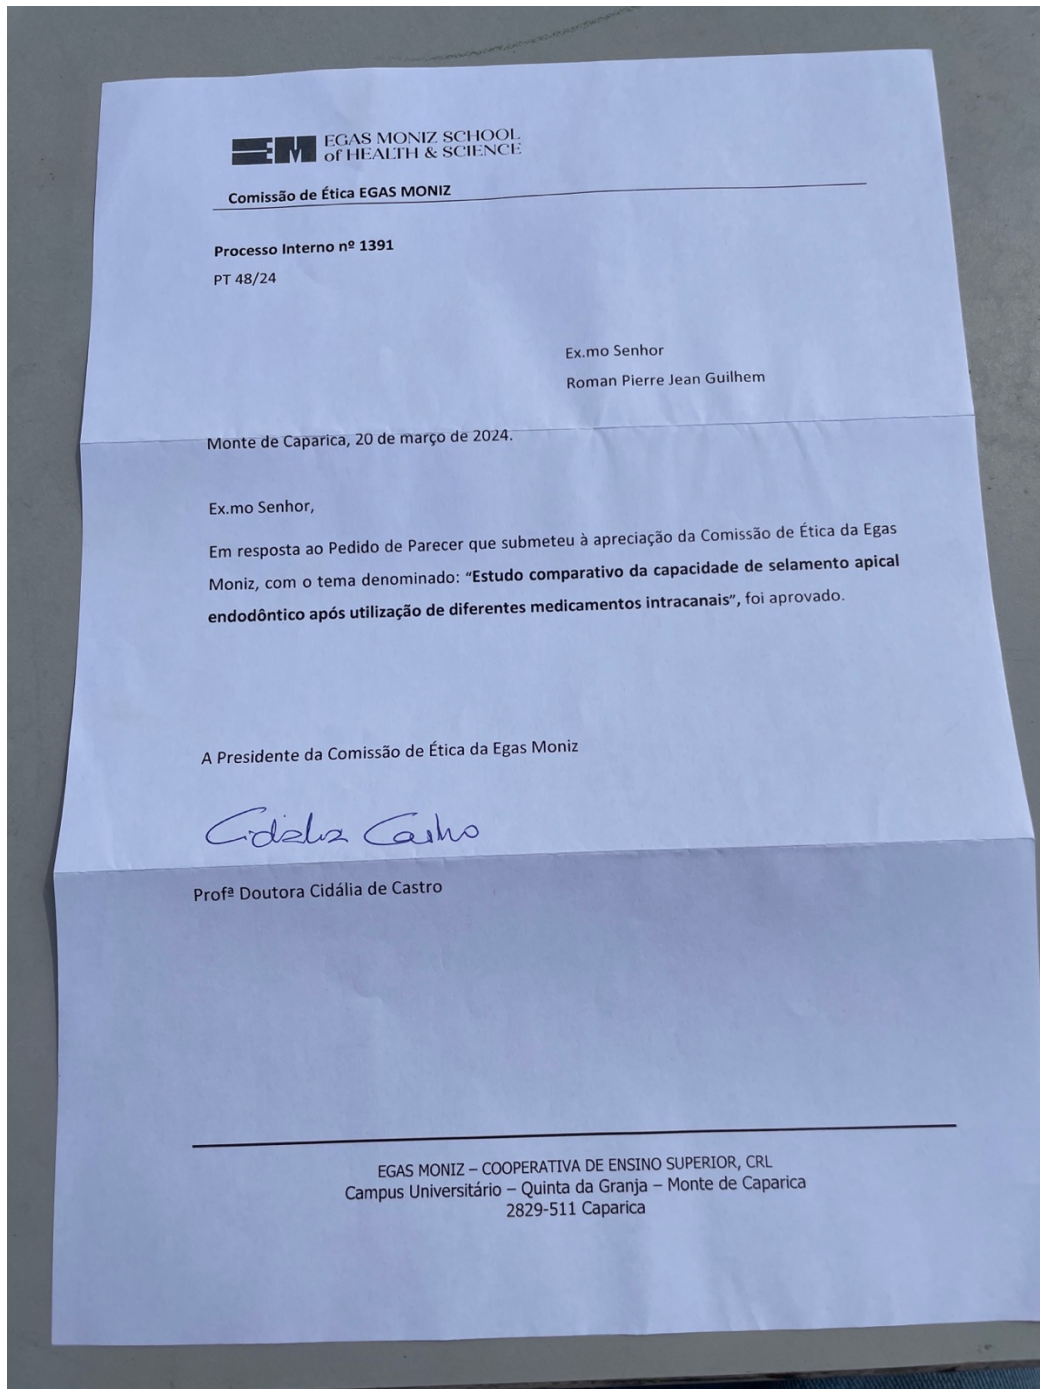 EM EGAS MONIZ SCHOOL
of HEALTH & SCIENCE
Comissão de Ética EGAS MONIZ
Processo Interno nº 1391
PT 48/24
Ex.mo Senhor
Roman Pierre Jean Guilhem
Monte de Caparica, 20 de março de 2024.
Ex.mo Senhor,
Em resposta ao Pedido de Parecer que submeteu à apreciação da Comissão de Ética da Egas
Moniz, com o tema denominado: “Estudo comparativo da capacidade de selamento apical
endodôntico após utilização de diferentes medicamentos intracanais”, foi aprovado.
A Presidente da Comissão de Ética da Egas Moniz
Cidália Castro
Profª Doutora Cidália de Castro
EGAS MONIZ – COOPERATIVA DE ENSINO SUPERIOR, CRL
Campus Universitário – Quinta da Granja – Monte de Caparica
2829-511 Caparica